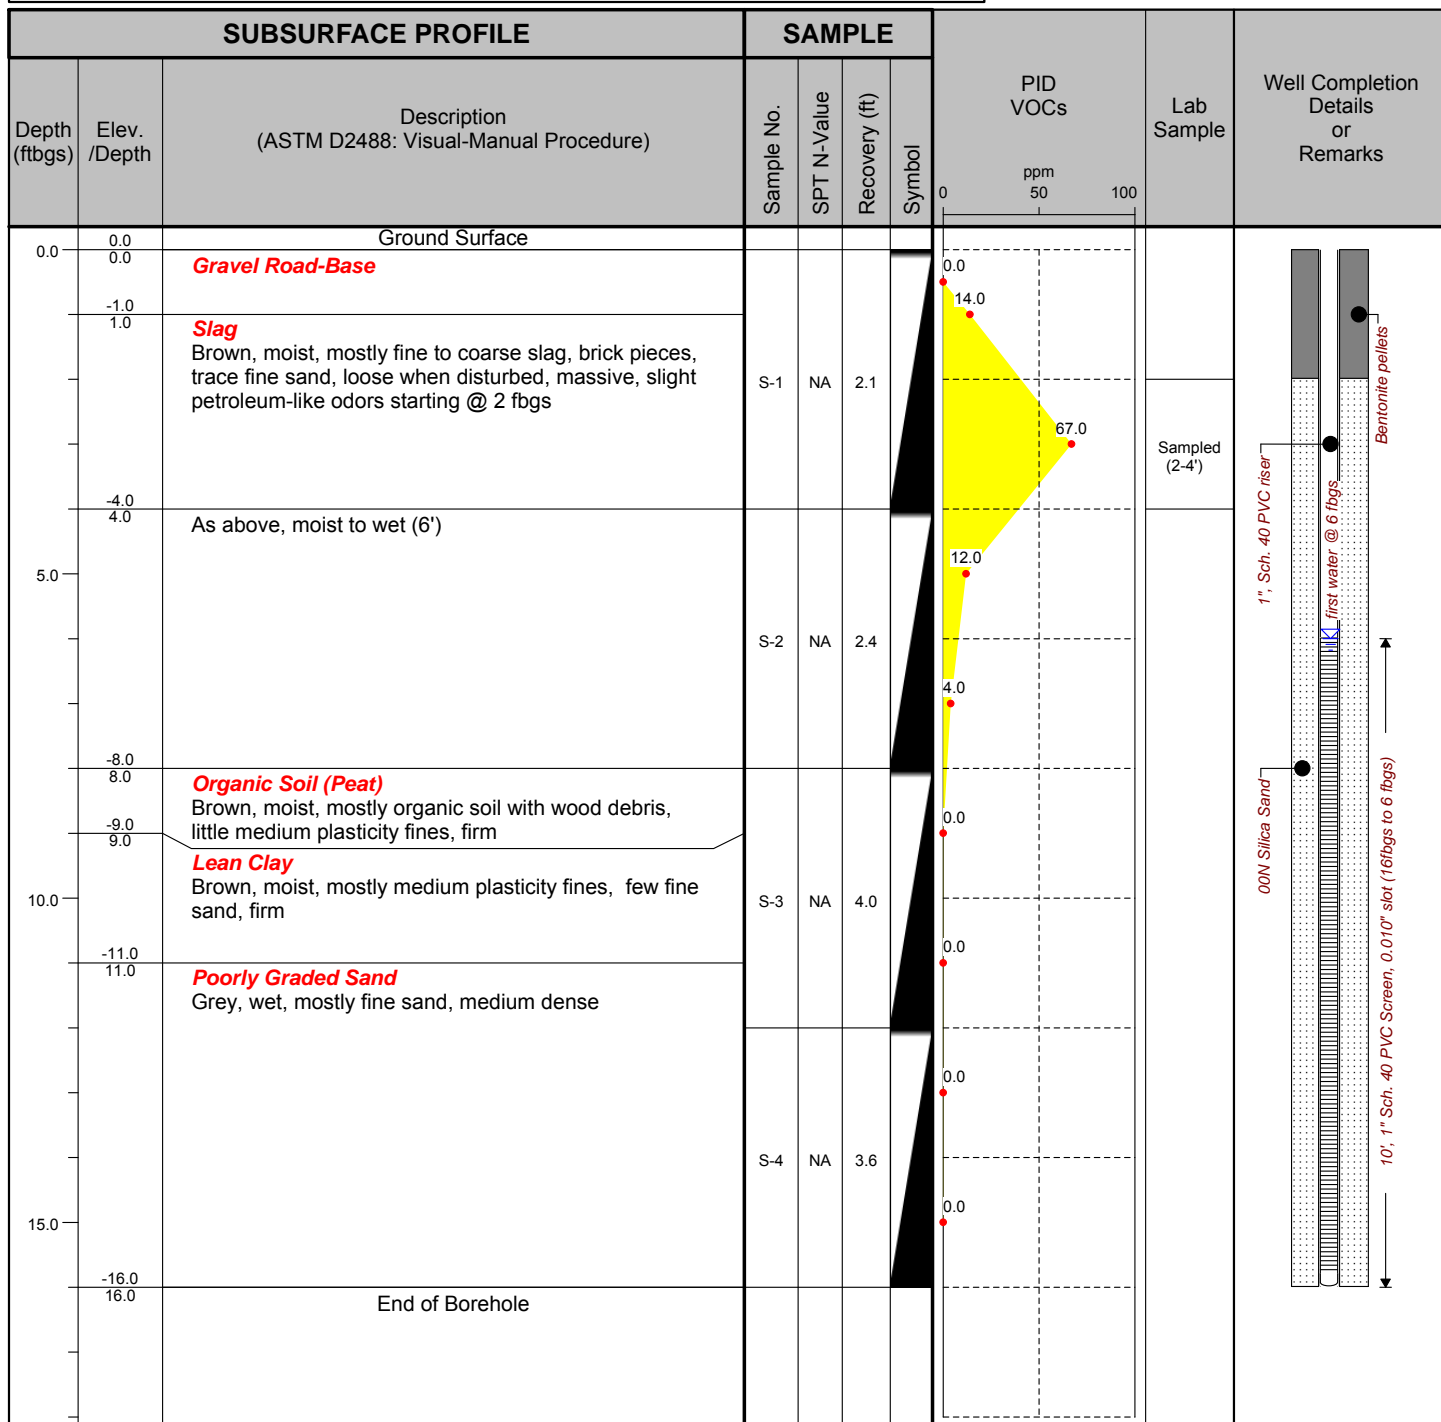 SUBSURFACE PROFILE
SAMPLE
Depth
(ftbgs)
Elev.
/Depth
Description
(ASTM D2488: Visual-Manual Procedure)
Sample No.
SPT N-Value
Recovery (ft)
Symbol
PID
VOCs
ppm
0 50 100
Lab
Sample
Well Completion
Details
or
Remarks
0.0
0.0
0.0
Ground Surface
Gravel Road-Base
-1.0
1.0
Slag
Brown, moist, mostly fine to coarse slag, brick pieces,
trace fine sand, loose when disturbed, massive, slight
petroleum-like odors starting @ 2 fbgs
S-1 NA 2.1
0.0
14.0
67.0
Sampled
(2-4')
-4.0
4.0
As above, moist to wet (6')
5.0
S-2 NA 2.4
12.0
4.0
-8.0
8.0
Organic Soil (Peat)
Brown, moist, mostly organic soil with wood debris,
little medium plasticity fines, firm
-9.0
9.0
Lean Clay
Brown, moist, mostly medium plasticity fines, few fine
sand, firm
10.0
S-3 NA 4.0
0.0
0.0
-11.0
11.0
Poorly Graded Sand
Grey, wet, mostly fine sand, medium dense
S-4 NA 3.6
0.0
0.0
15.0
-16.0
16.0
End of Borehole
Bentonite pellets
1", Sch. 40 PVC riser
first water @ 6 fbgs
00N Silica Sand
10', 1" Sch. 40 PVC Screen, 0.010" slot (16fbgs to 6 fbgs)